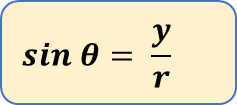 sin θ = y/r